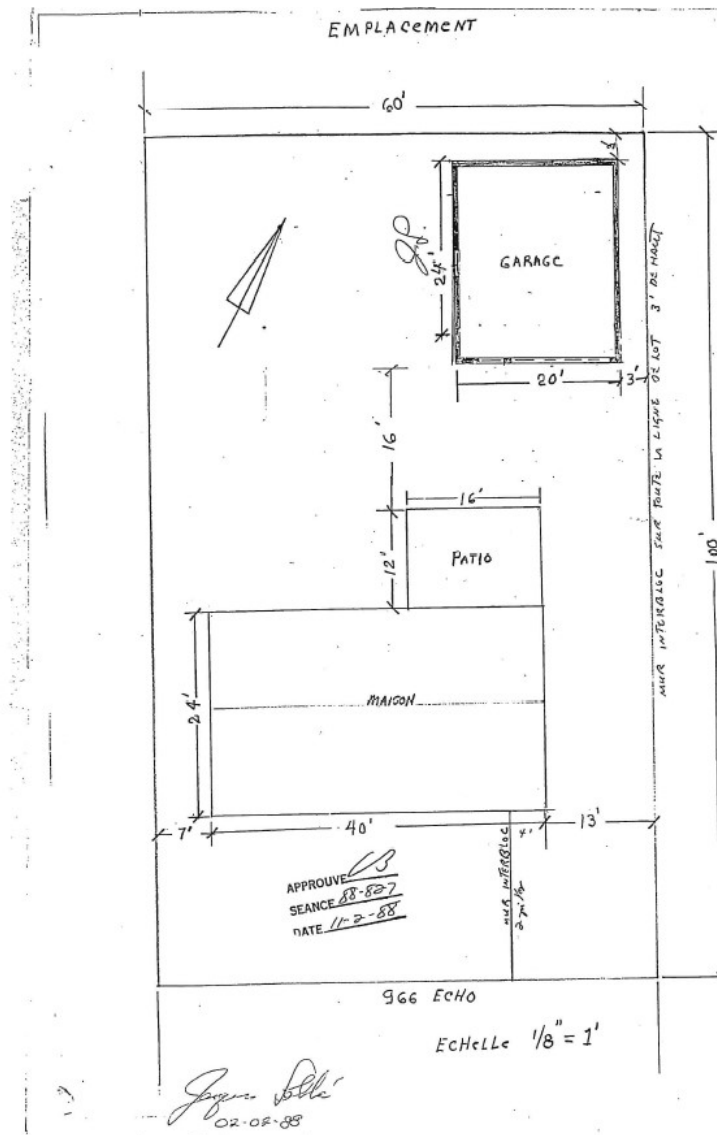 EMPLACEMENT
60'
3'
24'
GARAGE
20'
3'
MUR INTERBLOC SUR TOUTE LA LIGNE DE LOT 3' DE HAUT
100'
16'
16'
12'
PATIO
24'
MAISON
7'
40'
4'
13'
MUR INTERBLOC
APPROUVE
SEANCE 88-827
DATE 11-2-88
966 ECHO
ECHELLE 1/8" = 1'
Jacques
02-02-88